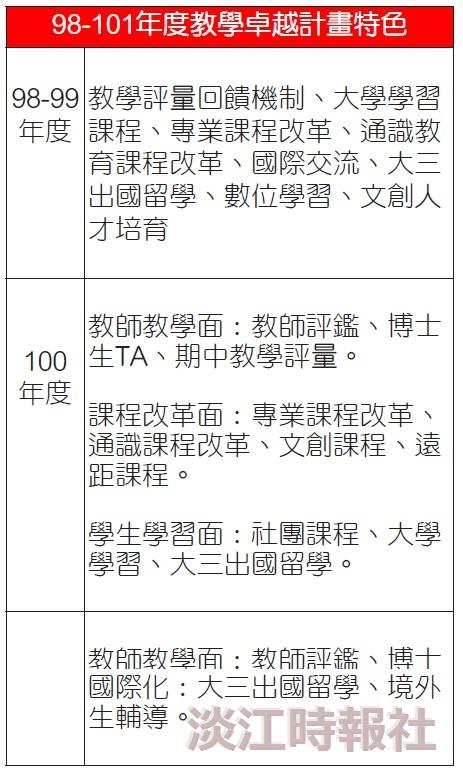 98-101年度教學卓越計畫特色
98-99
年度
教學評量回饋機制、大學學習
課程、專業課程改革、通識教
育課程改革、國際交流、大三
出國留學、數位學習、文創人
才培育
100
年度
教師教學面：教師評鑑、博士
生TA、期中教學評量。
課程改革面：專業課程改革、
通識課程改革、文創課程、遠
距課程。
學生學習面：社團課程、大學
學習、大三出國留學。
教師教學面：教師評鑑、博士
國際化：大三出國留學、境外
生輔導。
淡江時報社